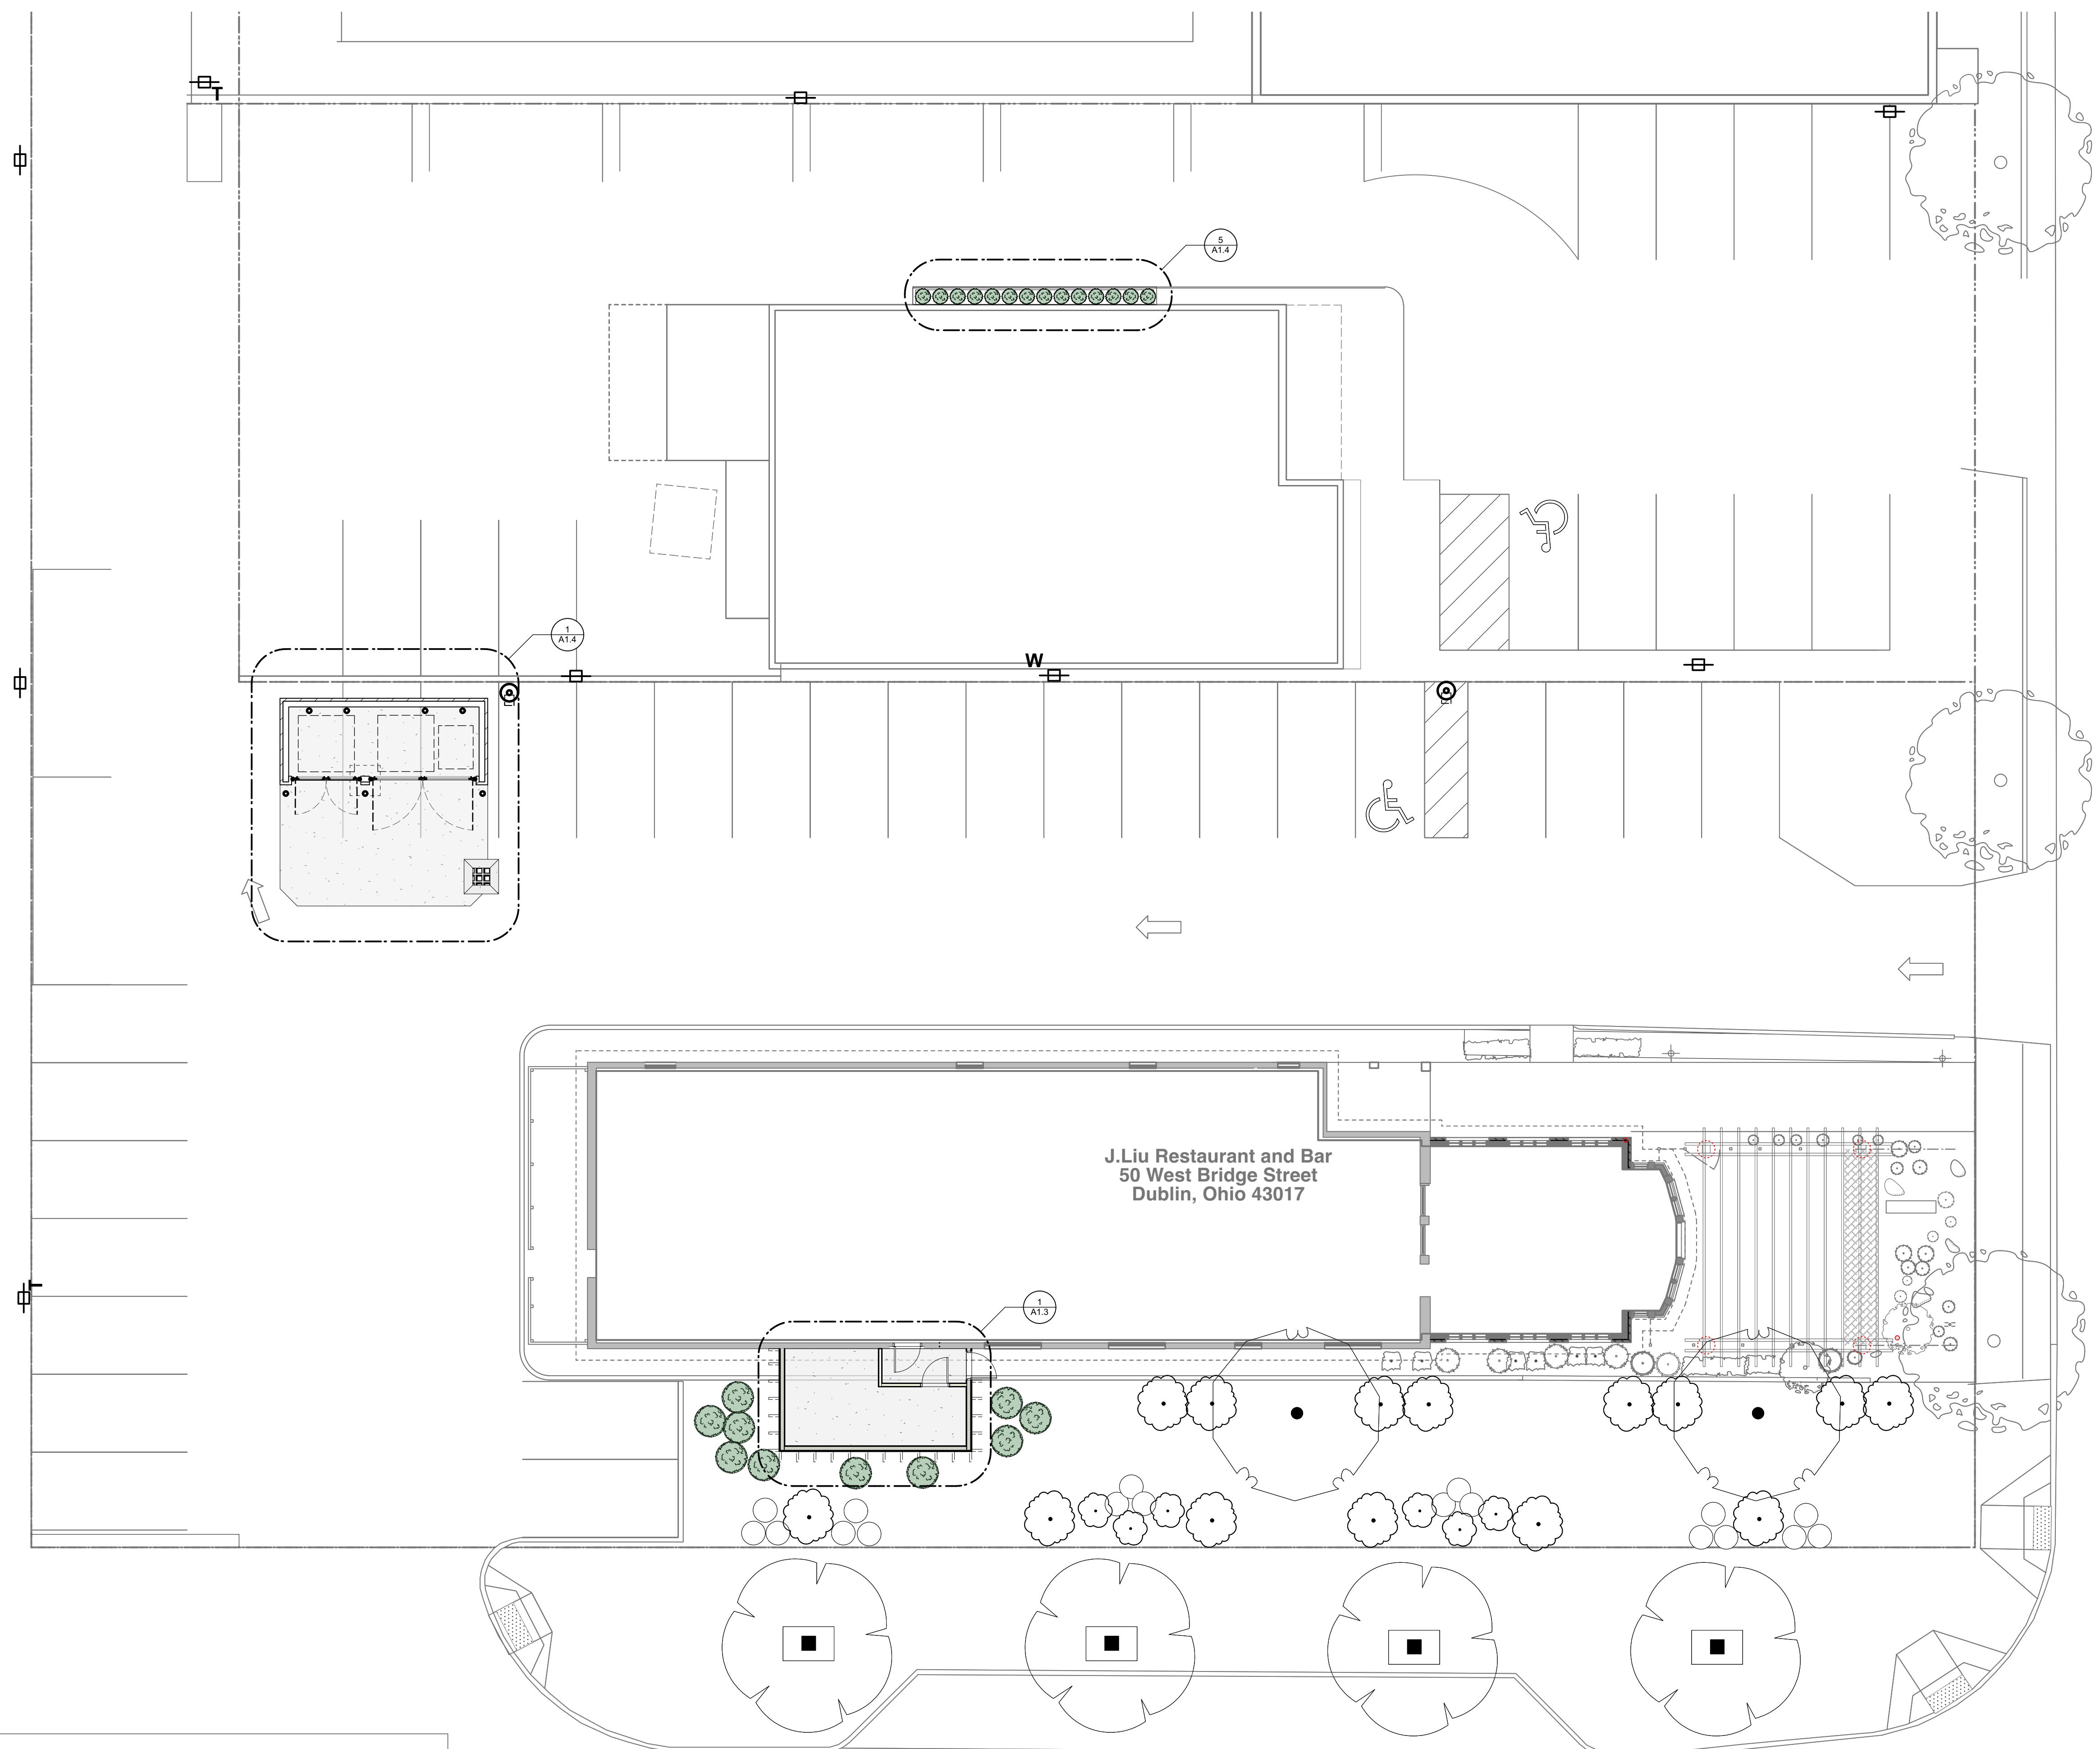 T
5
A1.4
1
A1.4
W
J.Liu Restaurant and Bar
50 West Bridge Street
Dublin, Ohio 43017
T
1
A1.3